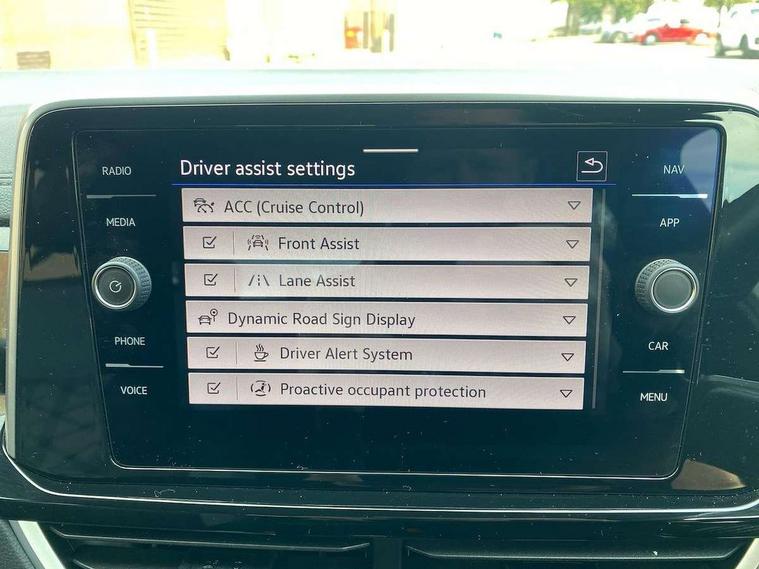 RADIO
MEDIA
PHONE
VOICE
Driver assist settings
ACC (Cruise Control)
Front Assist
Lane Assist
Dynamic Road Sign Display
Driver Alert System
Proactive occupant protection
NAV
APP
CAR
MENU